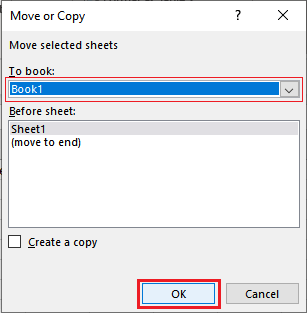 Move or Copy
Move selected sheets
To book:
Book1
Before sheet:
Sheet1
(move to end)
Create a copy
OK
Cancel